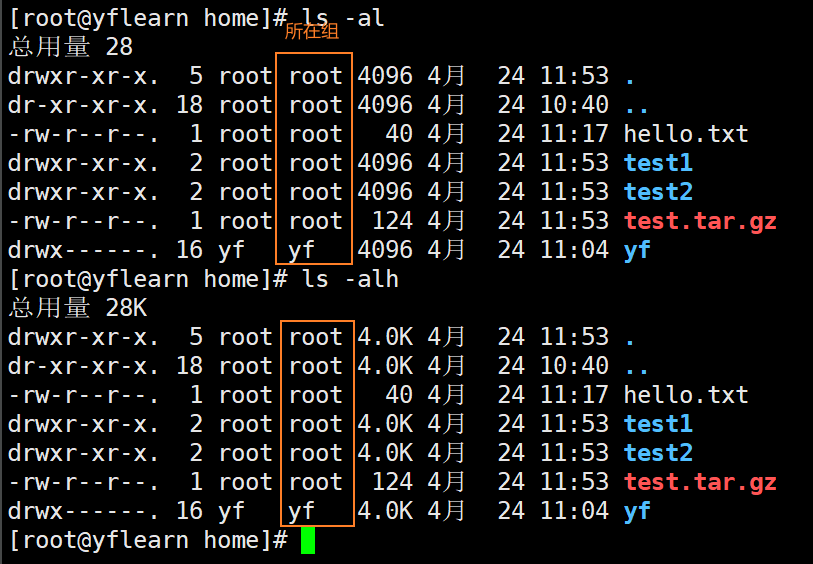 [root@yflearn home]# ls -al
所在组
总用量 28
drwxr-xr-x.  5 root root 4096 4月  24 11:53 .
dr-xr-xr-x. 18 root root 4096 4月  24 10:40 ..
-rw-r--r--.  1 root root   40 4月  24 11:17 hello.txt
drwxr-xr-x.  2 root root 4096 4月  24 11:53 test1
drwxr-xr-x.  2 root root 4096 4月  24 11:53 test2
-rw-r--r--.  1 root root  124 4月  24 11:53 test.tar.gz
drwx------. 16 yf   yf   4096 4月  24 11:04 yf
[root@yflearn home]# ls -alh
总用量 28K
drwxr-xr-x.  5 root root 4.0K 4月  24 11:53 .
dr-xr-xr-x. 18 root root 4.0K 4月  24 10:40 ..
-rw-r--r--.  1 root root   40 4月  24 11:17 hello.txt
drwxr-xr-x.  2 root root 4.0K 4月  24 11:53 test1
drwxr-xr-x.  2 root root 4.0K 4月  24 11:53 test2
-rw-r--r--.  1 root root  124 4月  24 11:53 test.tar.gz
drwx------. 16 yf   yf   4.0K 4月  24 11:04 yf
[root@yflearn home]#